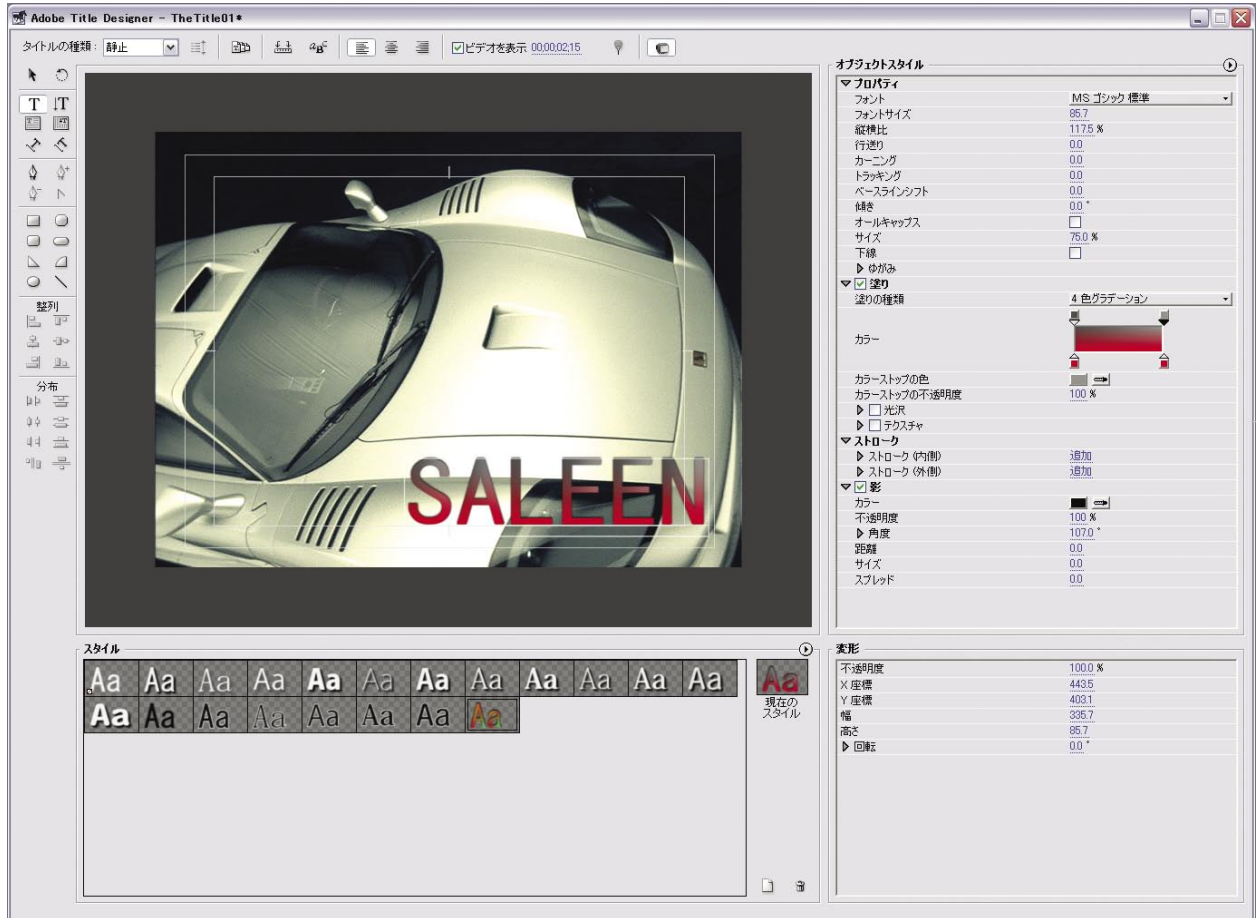 Adobe Title Designer - TheTitle01*
タイトルの種類 : 静止
ビデオを表示 00;00;02;15
T
整列
分布
SALEEN
オブジェクトスタイル
プロパティ
フォント MS ゴシック 標準
フォントサイズ 85.7
縦横比 117.5 %
行送り 0.0
カーニング 0.0
トラッキング 0.0
ベースラインシフト 0.0
傾き 0.0 °
オールキャップス
サイズ 75.0 %
下線
ゆがみ
塗り
塗りの種類 4 色グラデーション
カラー
カラーストップの色
カラーストップの不透明度 100 %
光沢
テクスチャ
ストローク
ストローク (内側) 追加
ストローク (外側) 追加
影
カラー
不透明度 100 %
角度 107.0 °
距離 0.0
サイズ 0.0
スプレッド 0.0
スタイル
Aa Aa Aa Aa Aa Aa Aa Aa Aa Aa Aa Aa
Aa Aa Aa Aa Aa Aa Aa Aa
Aa
現在の
スタイル
変形
不透明度 100.0 %
X 座標 443.5
Y 座標 403.1
幅 335.7
高さ 85.7
回転 0.0 °